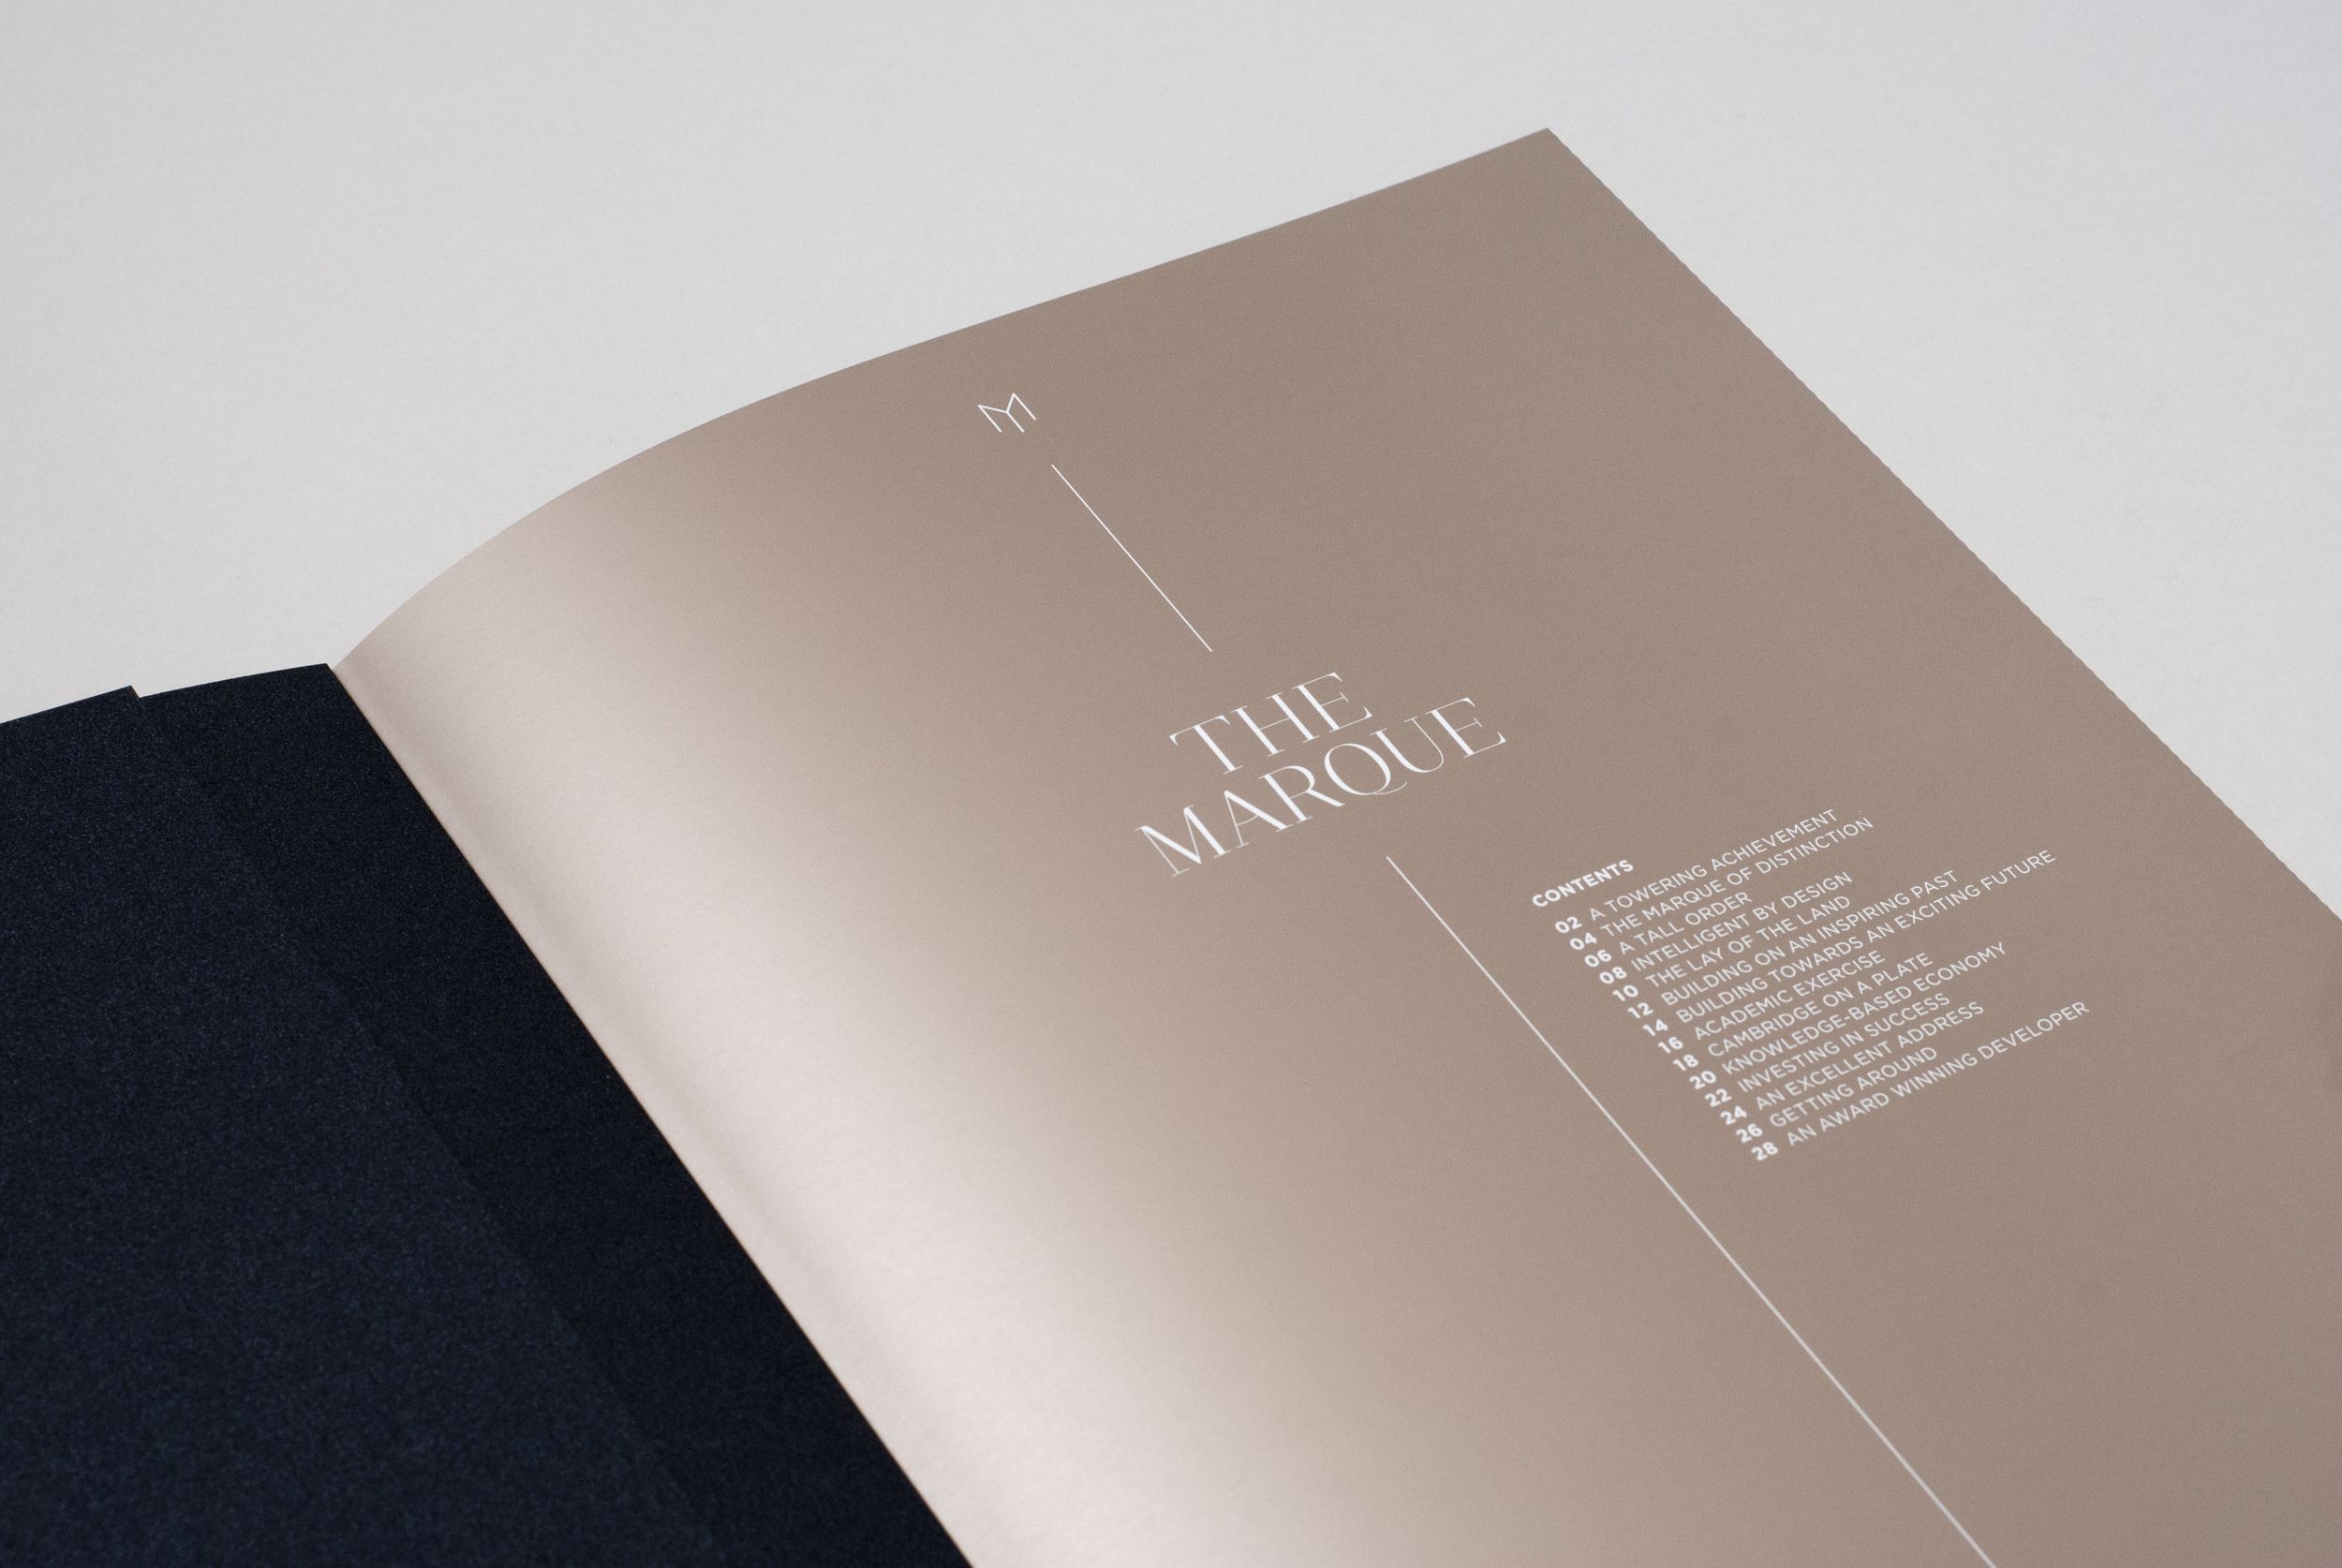 THE
MARQUE
CONTENTS
02 A TOWERING ACHIEVEMENT
04 THE MARQUE OF DISTINCTION
06 A TALL ORDER
08 INTELLIGENT BY DESIGN
10 THE LAY OF THE LAND
12 BUILDING ON AN INSPIRING PAST
14 BUILDING TOWARDS AN EXCITING FUTURE
16 ACADEMIC EXERCISE
18 CAMBRIDGE ON A PLATE
20 KNOWLEDGE-BASED ECONOMY
22 INVESTING IN SUCCESS
24 AN EXCELLENT ADDRESS
26 GETTING AROUND
28 AN AWARD WINNING DEVELOPER